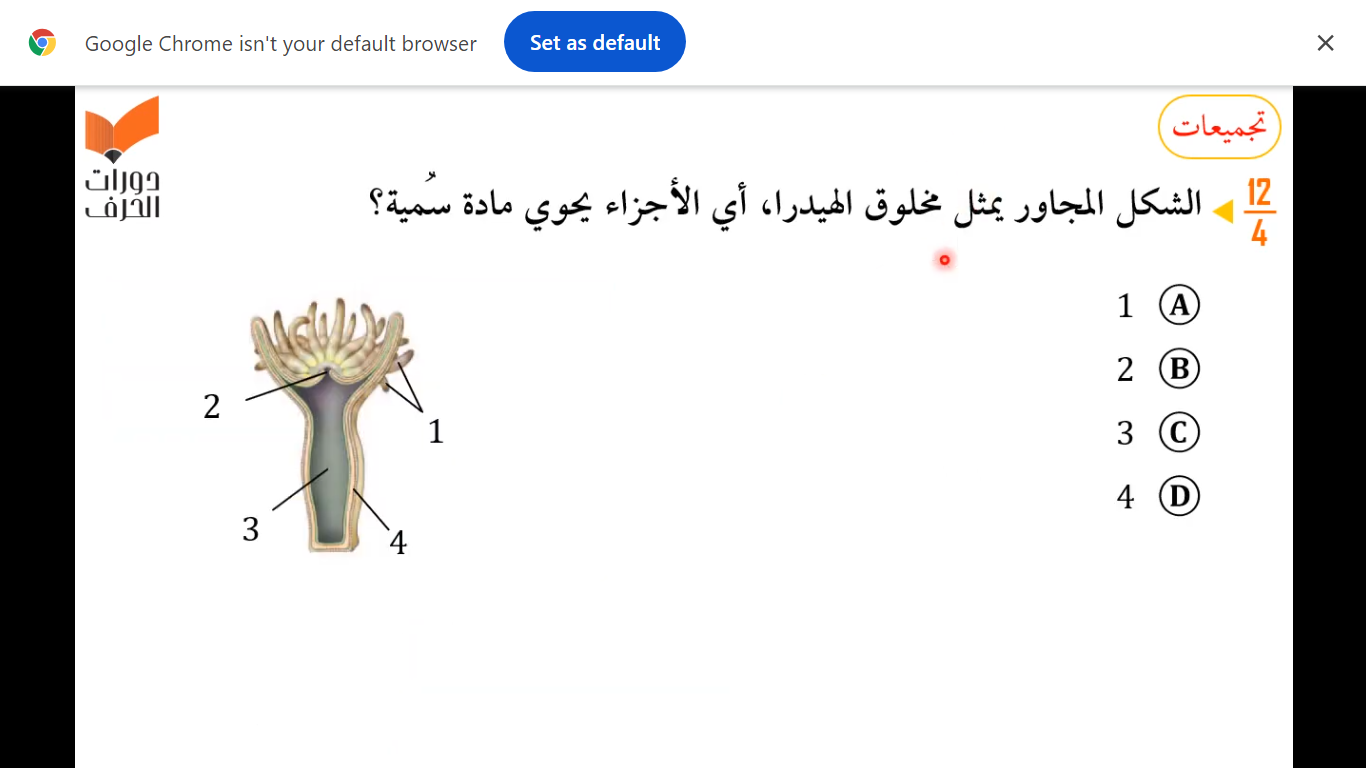 Google Chrome isn't your default browser
Set as default
تجميعات
دورات
الحرف
12
4
الشكل المجاور يمثل مخلوق الهيدرا، أي الأجزاء يحوي مادة سُمية؟
A 1
B 2
C 3
D 4
2
1
3
4